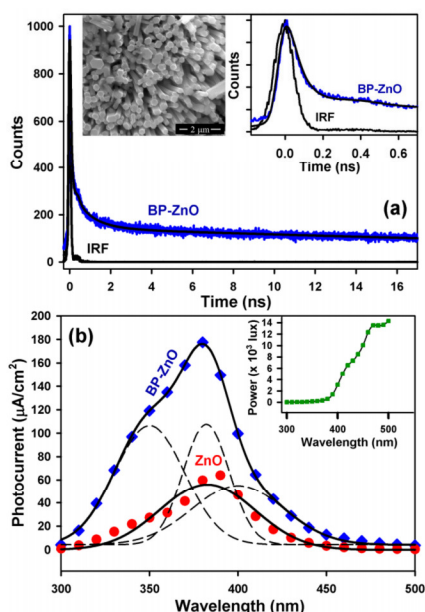 1000
800
600
400
200
0
Counts
2 μm
BP-ZnO
IRF
(a)
0 2 4 6 8 10 12 14 16
Time (ns)
Counts
BP-ZnO
IRF
0.0 0.2 0.4 0.6
Time (ns)
(b)
200
180
160
140
120
100
80
60
40
20
0
Photocurrent (μA/cm²)
BP-ZnO
ZnO
300 350 400 450 500
Wavelength (nm)
14
12
10
8
6
4
2
0
Power (x 10³ lux)
300 350 400 450 500
Wavelength (nm)